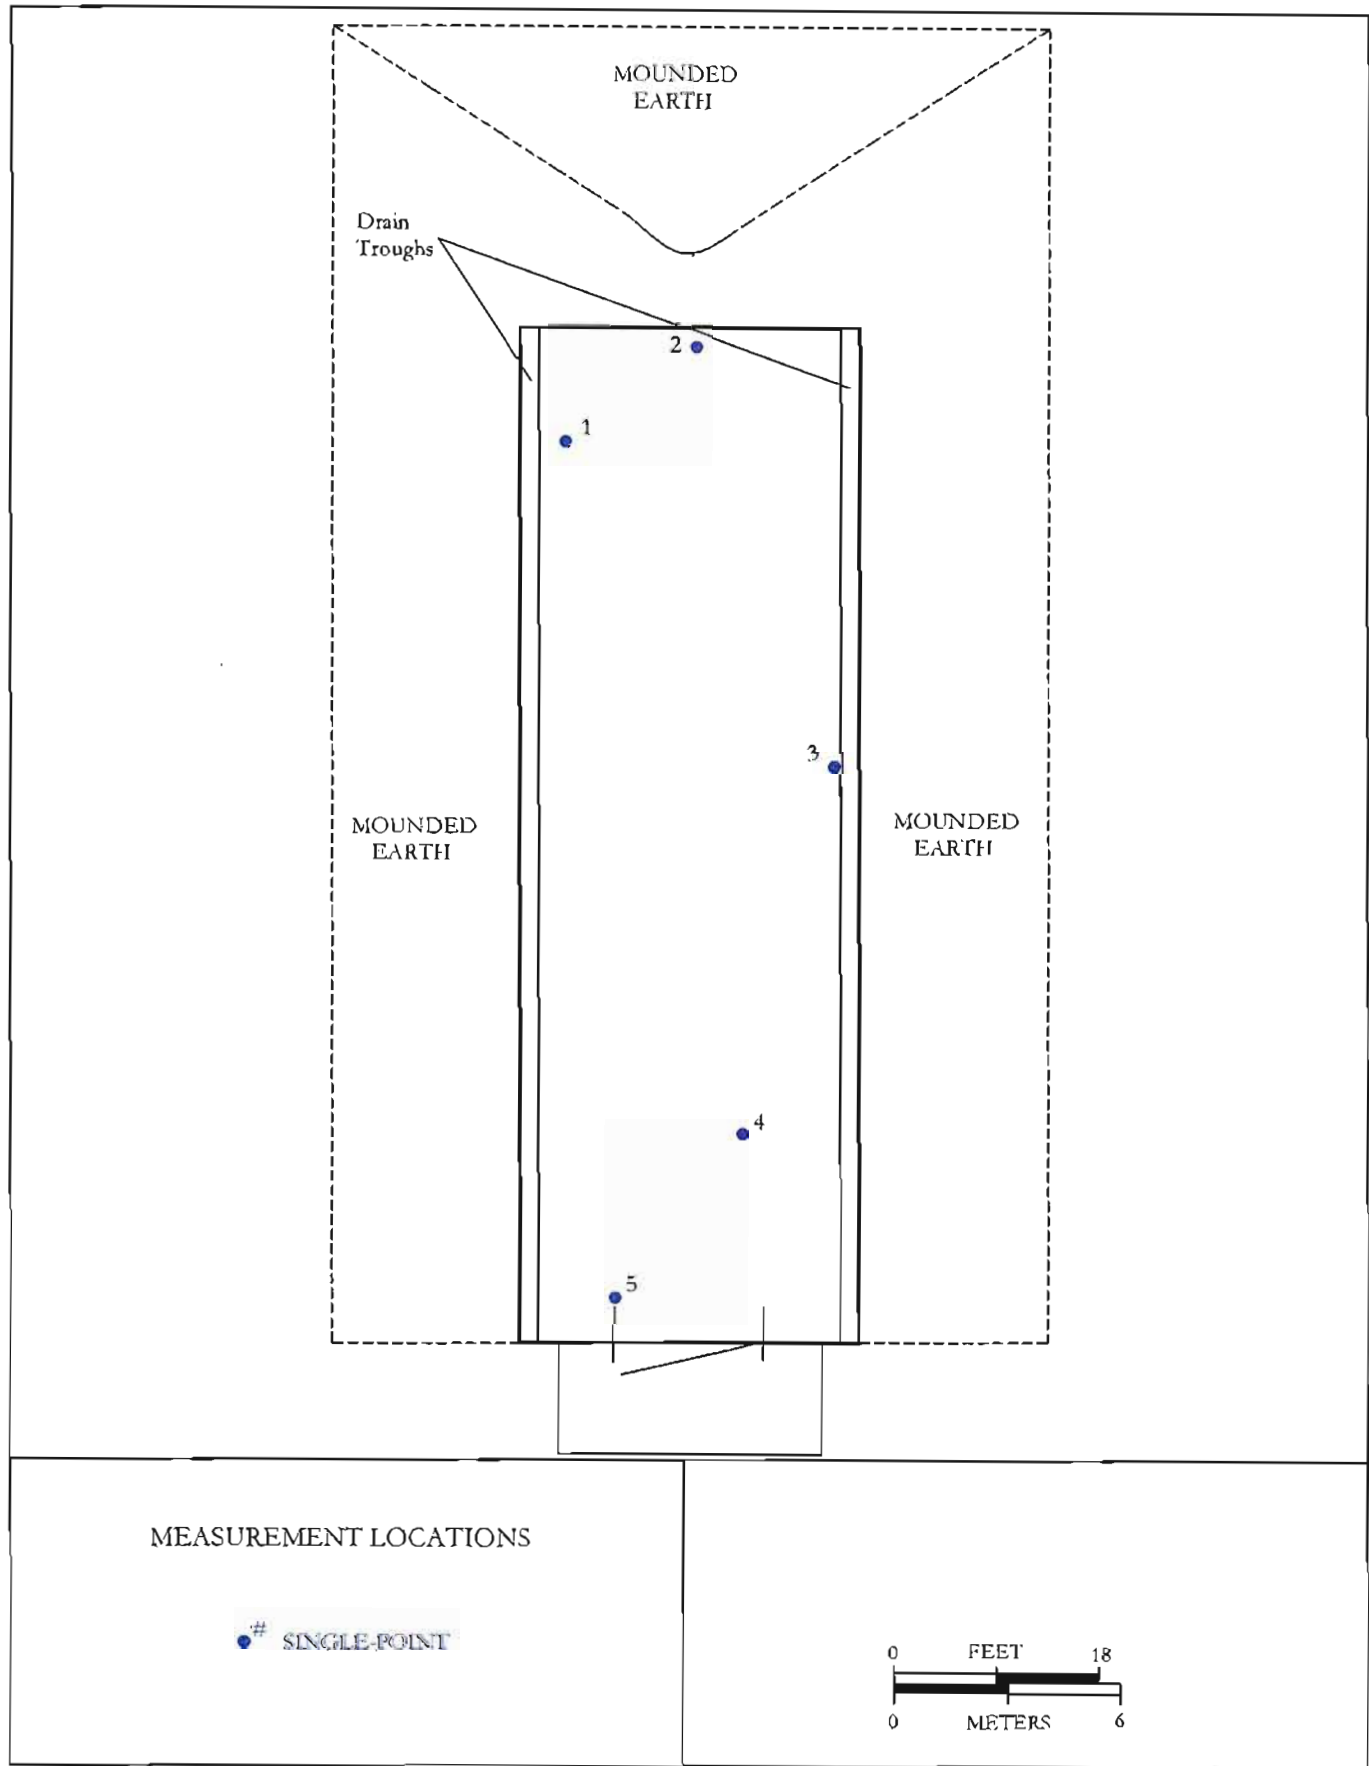 MOUNDED
EARTH
Drain
Troughs
2
1
3
MOUNDED
EARTH
MOUNDED
EARTH
4
5
MEASUREMENT LOCATIONS
# SINGLE-POINT
0 FEET 18
0 METERS 6